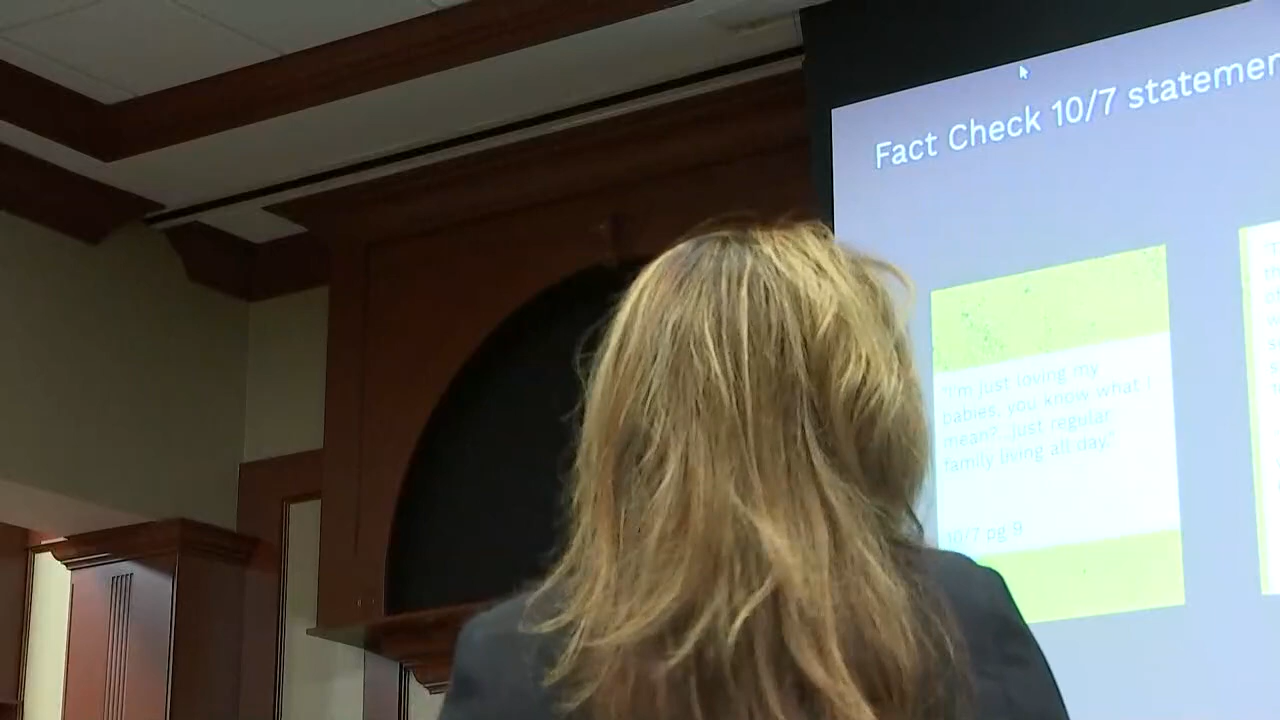 Fact Check 10/7 statemen
"I'm just loving my
babies, you know what I
mean?...just regular
family living all day."
10/7 pg 9